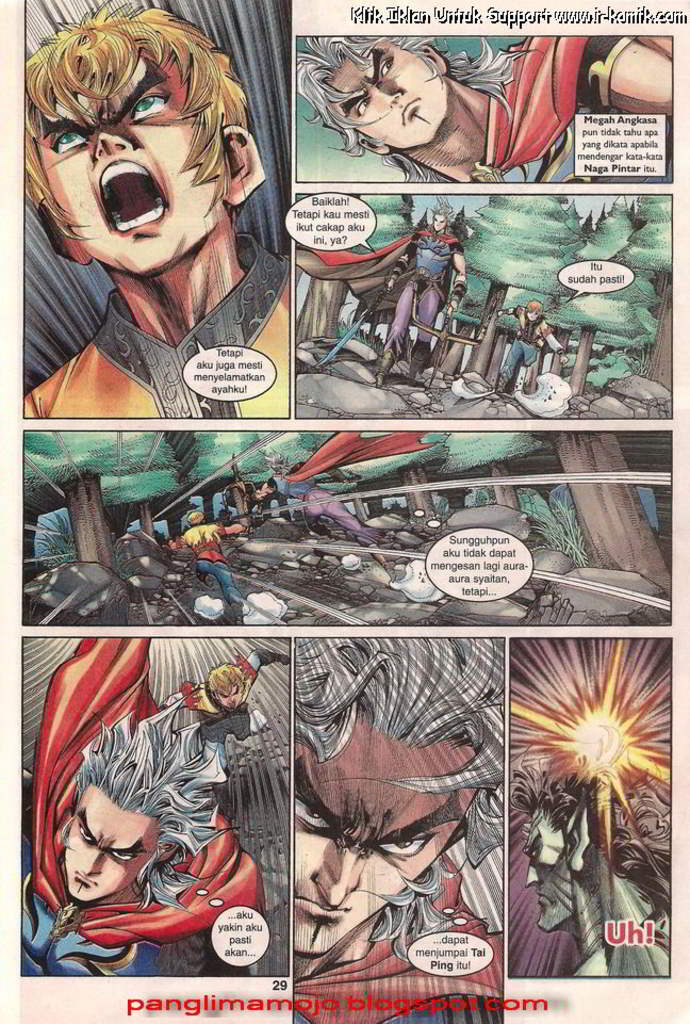 Klik Iklan Untuk Support www.ir-komik.com
Tetapi
aku juga mesti
menyelamatkan
ayahku!
Megah Angkasa
pun tidak tahu apa
yang dikata apabila
mendengar kata-kata
Naga Pintar itu.
Baiklah!
Tetapi kau mesti
ikut cakap aku
ini, ya?
Itu
sudah pasti!
Sungguhpun
aku tidak dapat
mengesan lagi aura-
aura syaitan,
tetapi...
...aku
yakin aku
pasti
akan...
...dapat
menjumpai Tai
Ping itu!
Uh!
29
panglimamojo.blogspot.com